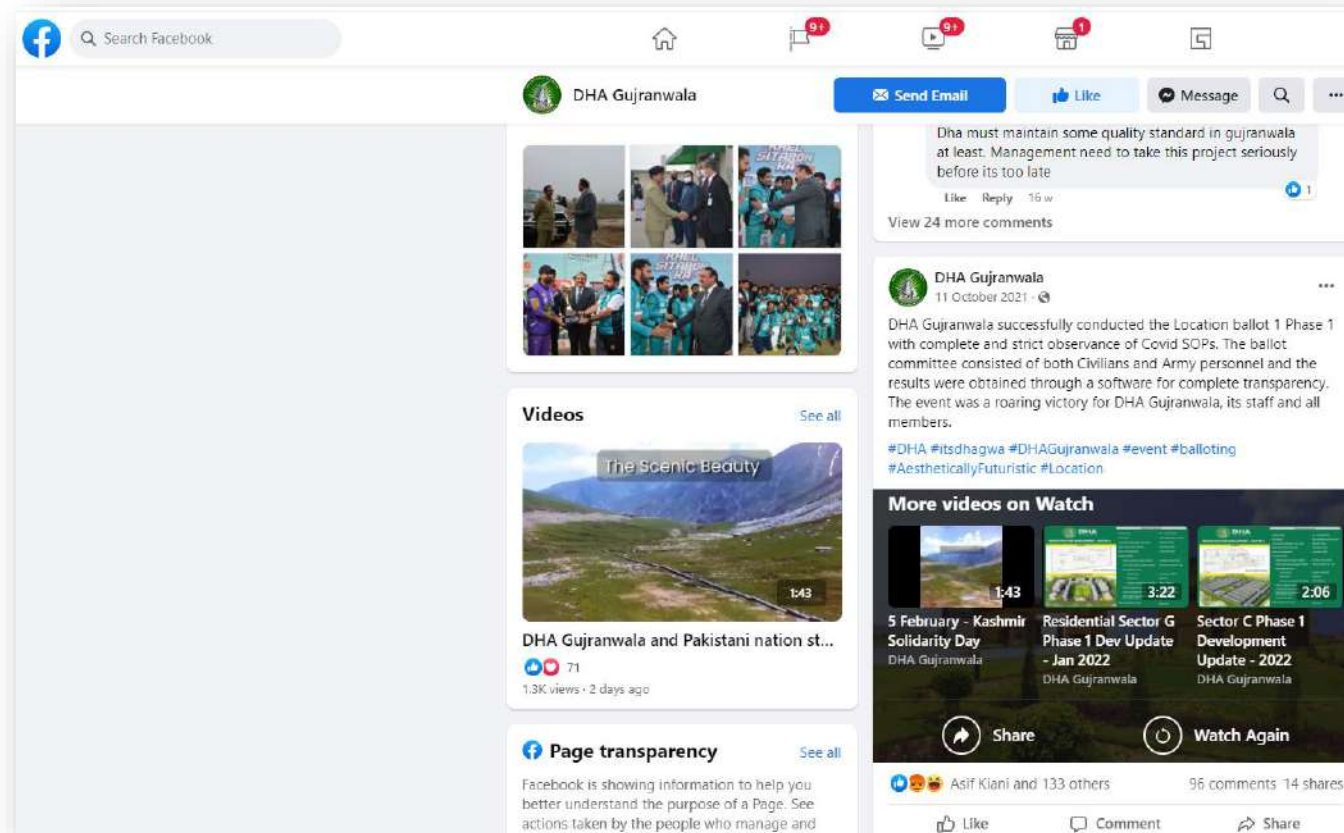 Search Facebook
9+
9+
1
DHA Gujranwala
Send Email
Like
Message
KHEL
SITARON
KA
SITARON
KA
Videos
See all
The Scenic Beauty
1:43
DHA Gujranwala and Pakistani nation st...
71
1.3K views · 2 days ago
Page transparency
See all
Facebook is showing information to help you
better understand the purpose of a Page. See
actions taken by the people who manage and
Dha must maintain some quality standard in gujranwala
at least. Management need to take this project seriously
before its too late
1
Like Reply 16 w
View 24 more comments
DHA Gujranwala
11 October 2021 ·
DHA Gujranwala successfully conducted the Location ballot 1 Phase 1
with complete and strict observance of Covid SOPs. The ballot
committee consisted of both Civilians and Army personnel and the
results were obtained through a software for complete transparency.
The event was a roaring victory for DHA Gujranwala, its staff and all
members.
#DHA #itsdhagwa #DHAGujranwala #event #balloting
#AestheticallyFuturistic #Location
More videos on Watch
1:43
5 February - Kashmir
Solidarity Day
DHA Gujranwala
DHA
3:22
Residential Sector G
Phase 1 Dev Update
- Jan 2022
DHA Gujranwala
DHA
2:06
Sector C Phase 1
Development
Update - 2022
DHA Gujranwala
Share
Watch Again
Asif Kiani and 133 others
96 comments 14 shares
Like
Comment
Share